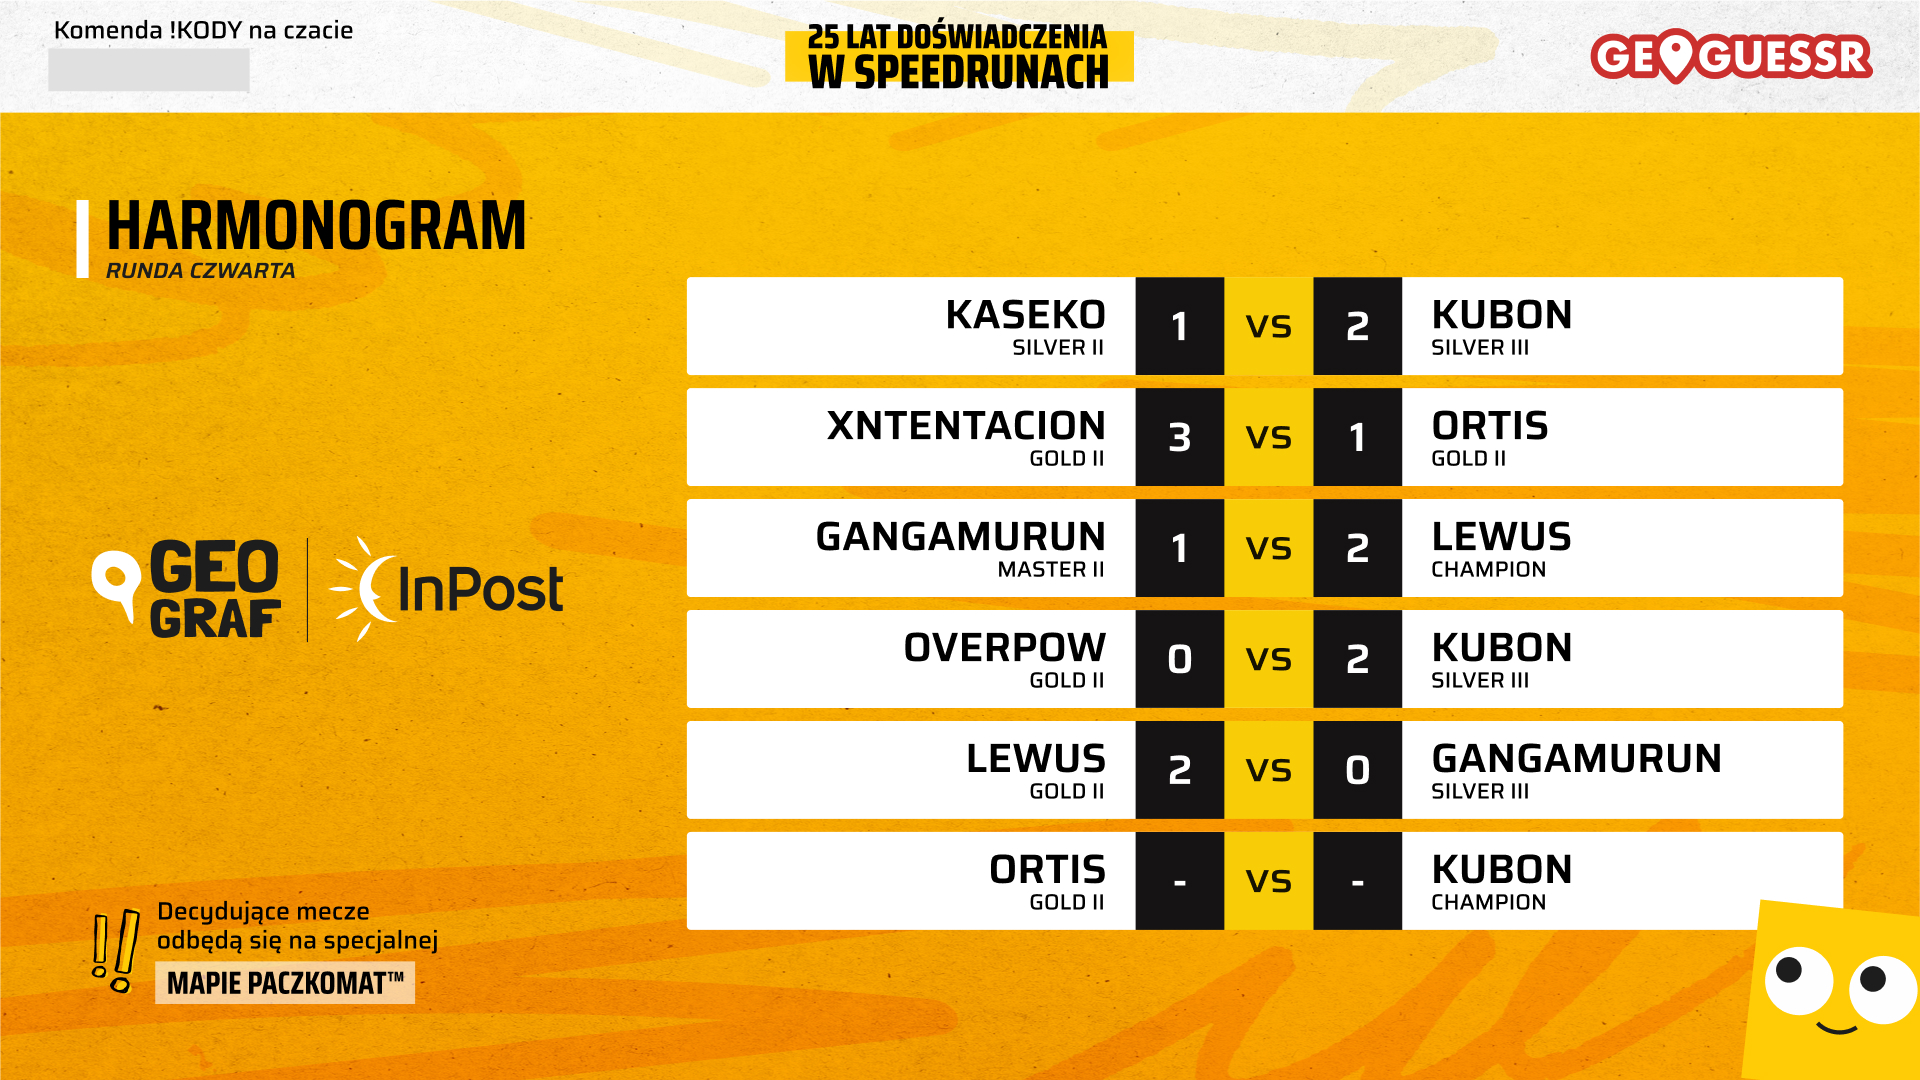 Komenda !KODY na czacie
25 LAT DOŚWIADCZENIA
W SPEEDRUNACH
GEOGUESSR
HARMONOGRAM
RUNDA CZWARTA
KASEKO 1 VS 2 KUBON
SILVER II SILVER III
XNTENTACION 3 VS 1 ORTIS
GOLD II GOLD II
GANGAMURUN 1 VS 2 LEWUS
MASTER II CHAMPION
OVERPOW 0 VS 2 KUBON
GOLD II SILVER III
LEWUS 2 VS 0 GANGAMURUN
GOLD II SILVER III
ORTIS - VS - KUBON
GOLD II CHAMPION
GEO
GRAF
InPost
!! Decydujące mecze
odbędą się na specjalnej
MAPIE PACZKOMAT™